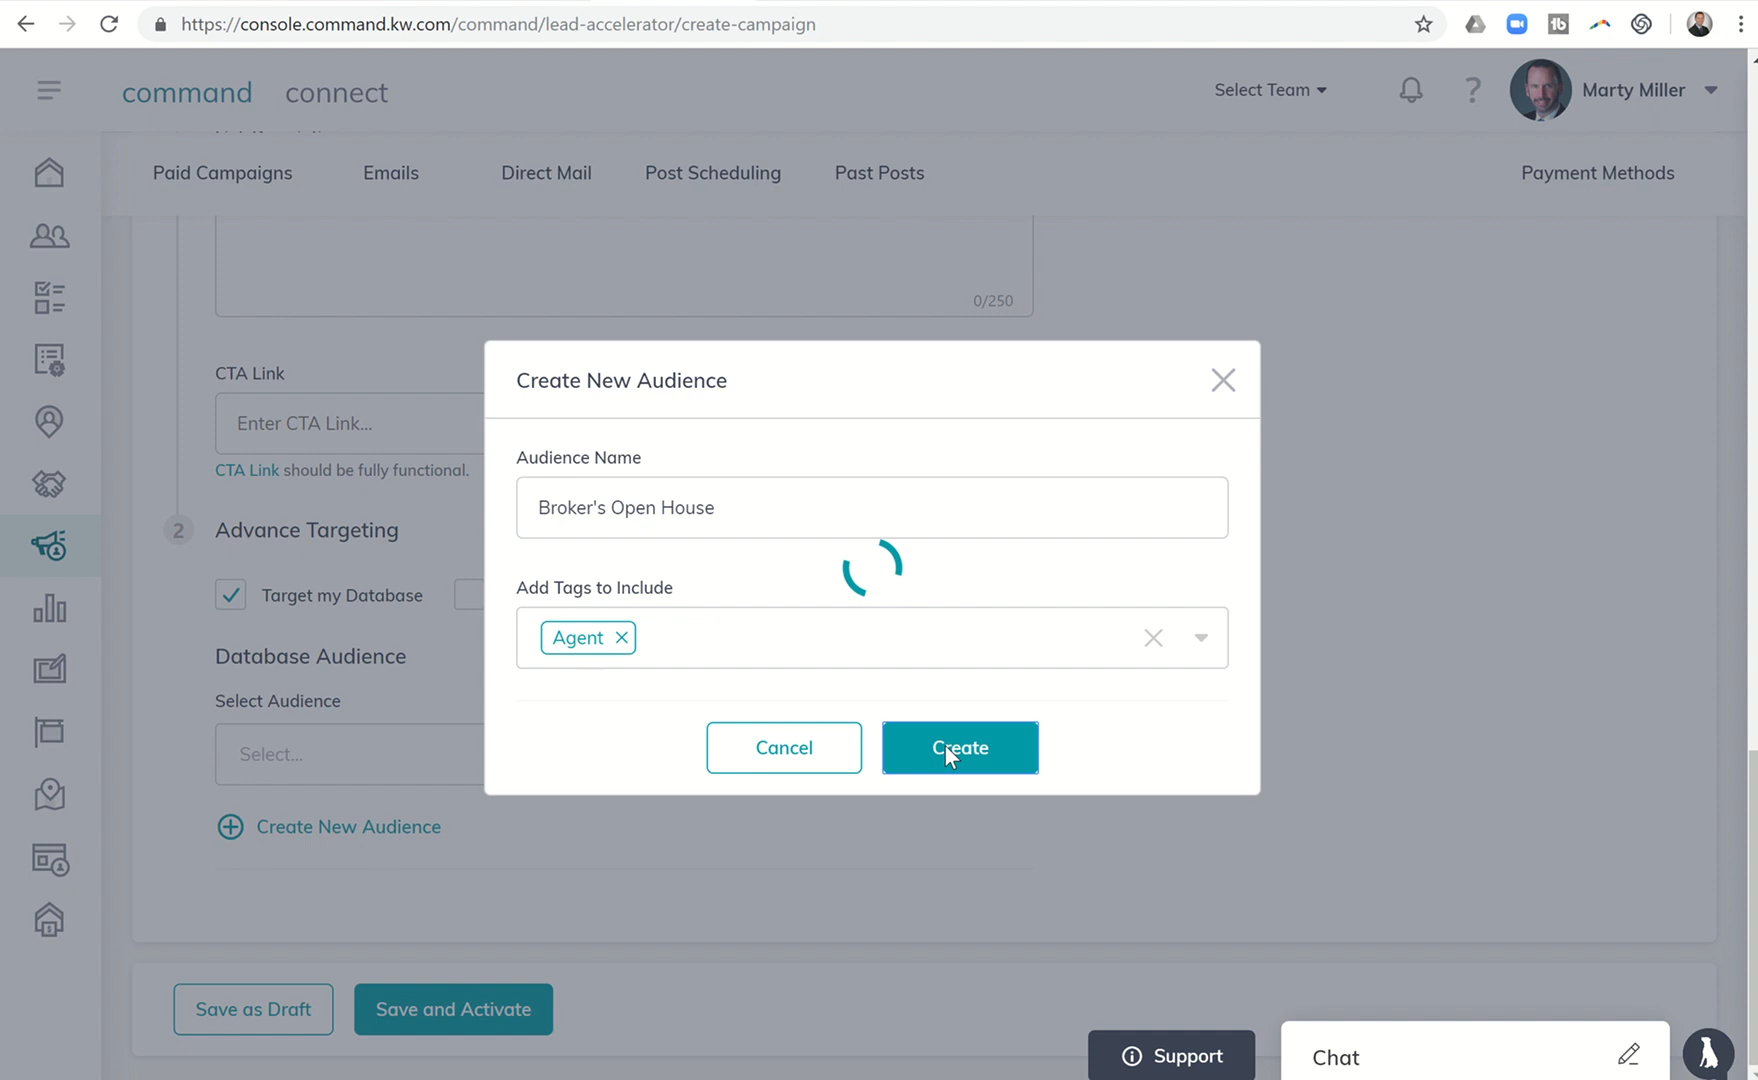 https://console.command.kw.com/command/lead-accelerator/create-campaign
command connect
Select Team
?
Marty Miller
Paid Campaigns
Emails
Direct Mail
Post Scheduling
Past Posts
Payment Methods
0/250
CTA Link
Enter CTA Link...
CTA Link should be fully functional.
2 Advance Targeting
Target my Database
Database Audience
Select Audience
Select...
Create New Audience
Create New Audience
Audience Name
Broker's Open House
Add Tags to Include
Agent
Cancel
Create
Save as Draft
Save and Activate
Support
Chat